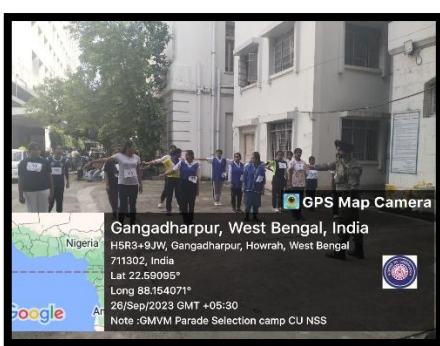 GPS Map Camera
Nigeria
Google
Gangadharpur, West Bengal, India
H5R3+9JW, Gangadharpur, Howrah, West Bengal
711302, India
Lat 22.59095°
Long 88.154071°
26/Sep/2023 GMT +05:30
Note :GMVM Parade Selection camp CU NSS